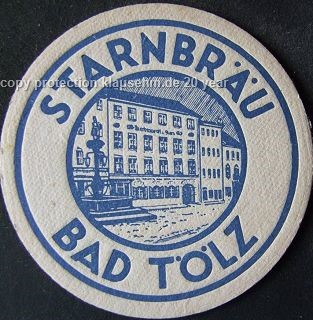 STARNBRÄU
copy protection klausehm.de 20 year
BAD TÖLZ